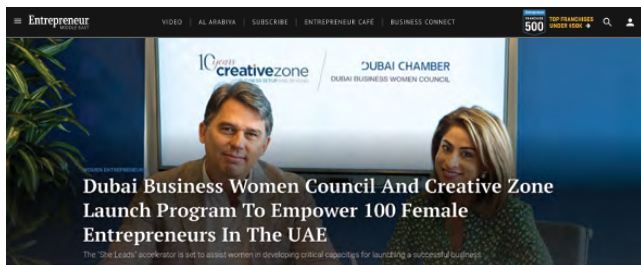 Entrepreneur
MIDDLE EAST
VIDEO | AL ARABIYA | SUBSCRIBE | ENTREPRENEUR CAFÉ | BUSINESS CONNECT
Entrepreneur
FRANCHISE
500
TOP FRANCHISES
UNDER $50K →
10 years
creativezone
DUBAI CHAMBER
DUBAI BUSINESS WOMEN COUNCIL
WOMEN ENTREPRENEUR
Dubai Business Women Council And Creative Zone
Launch Program To Empower 100 Female
Entrepreneurs In The UAE
The "She Leads" accelerator is set to assist women in developing critical capacities for launching a successful business.